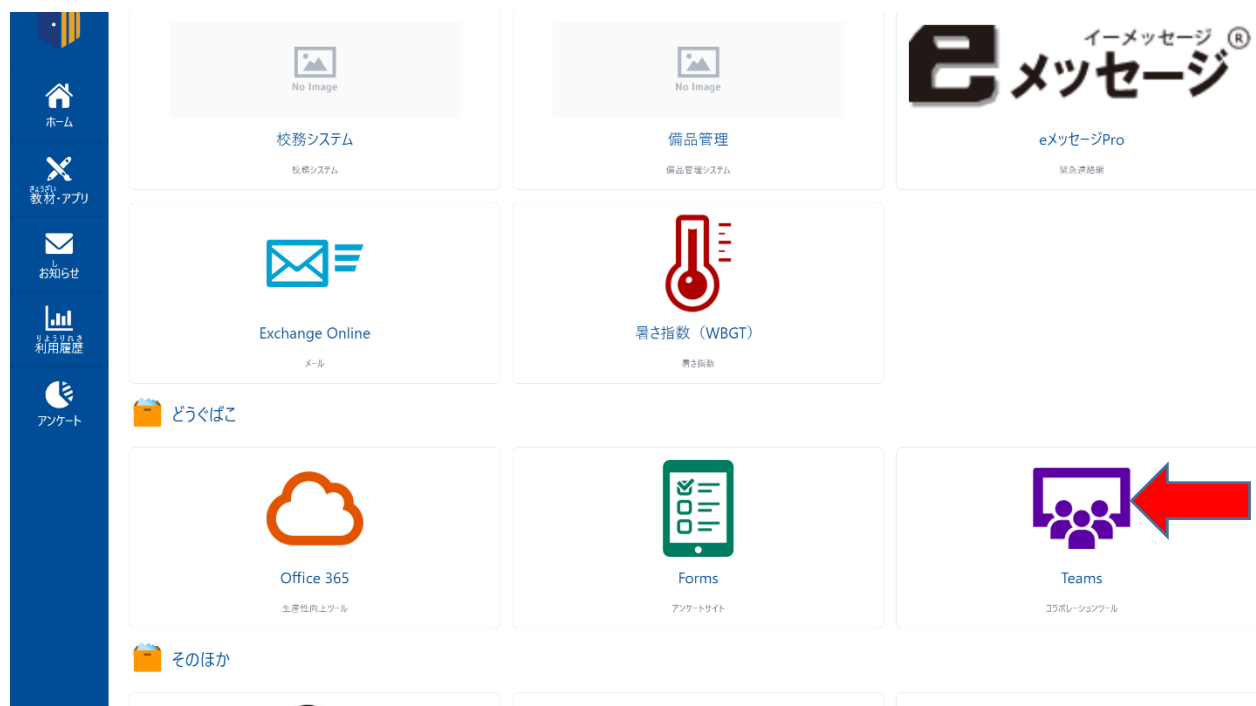 ホーム
きょうざい
教材・アプリ
し
お知らせ
りようりれき
利用履歴
アンケート
No Image
校務システム
校務システム
No Image
備品管理
備品管理システム
イーメッセージ ®
eメッセージ
eメッセージPro
緊急連絡網
Exchange Online
メール
暑さ指数（WBGT）
暑さ指数
どうぐばこ
Office 365
生産性向上ツール
Forms
アンケートサイト
Teams
コラボレーションツール
そのほか